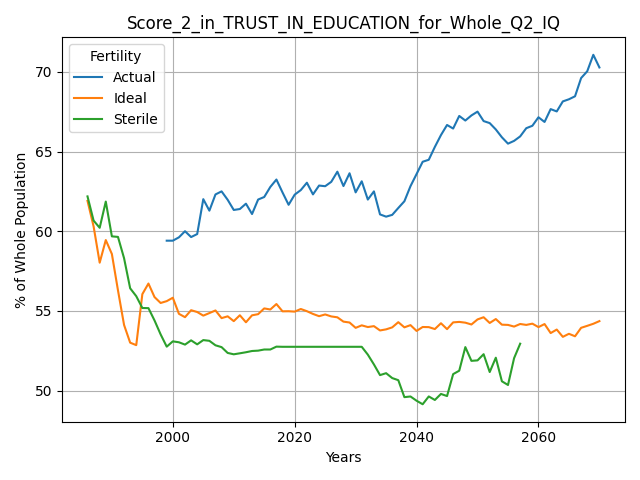 Score_2_in_TRUST_IN_EDUCATION_for_Whole_Q2_IQ
Fertility
Actual
Ideal
Sterile
% of Whole Population
70
65
60
55
50
2000
2020
2040
2060
Years